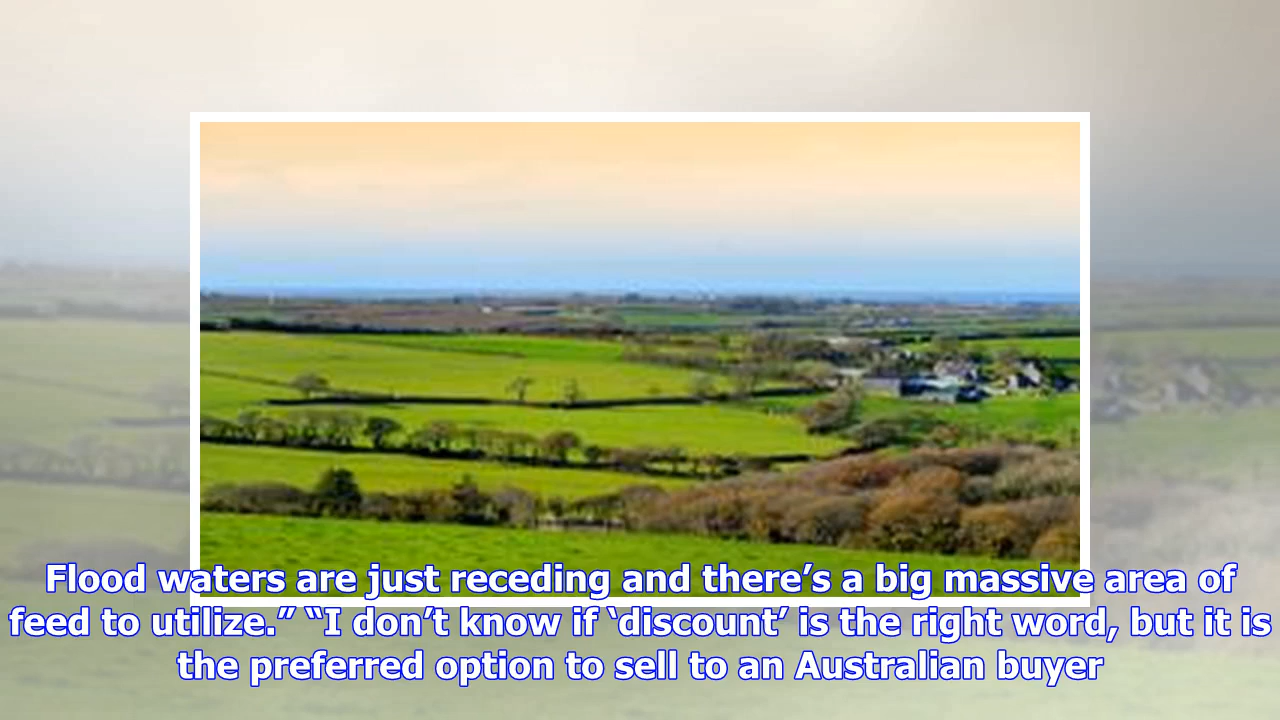 Flood waters are just receding and there’s a big massive area of
feed to utilize.” “I don’t know if ‘discount’ is the right word, but it is
the preferred option to sell to an Australian buyer